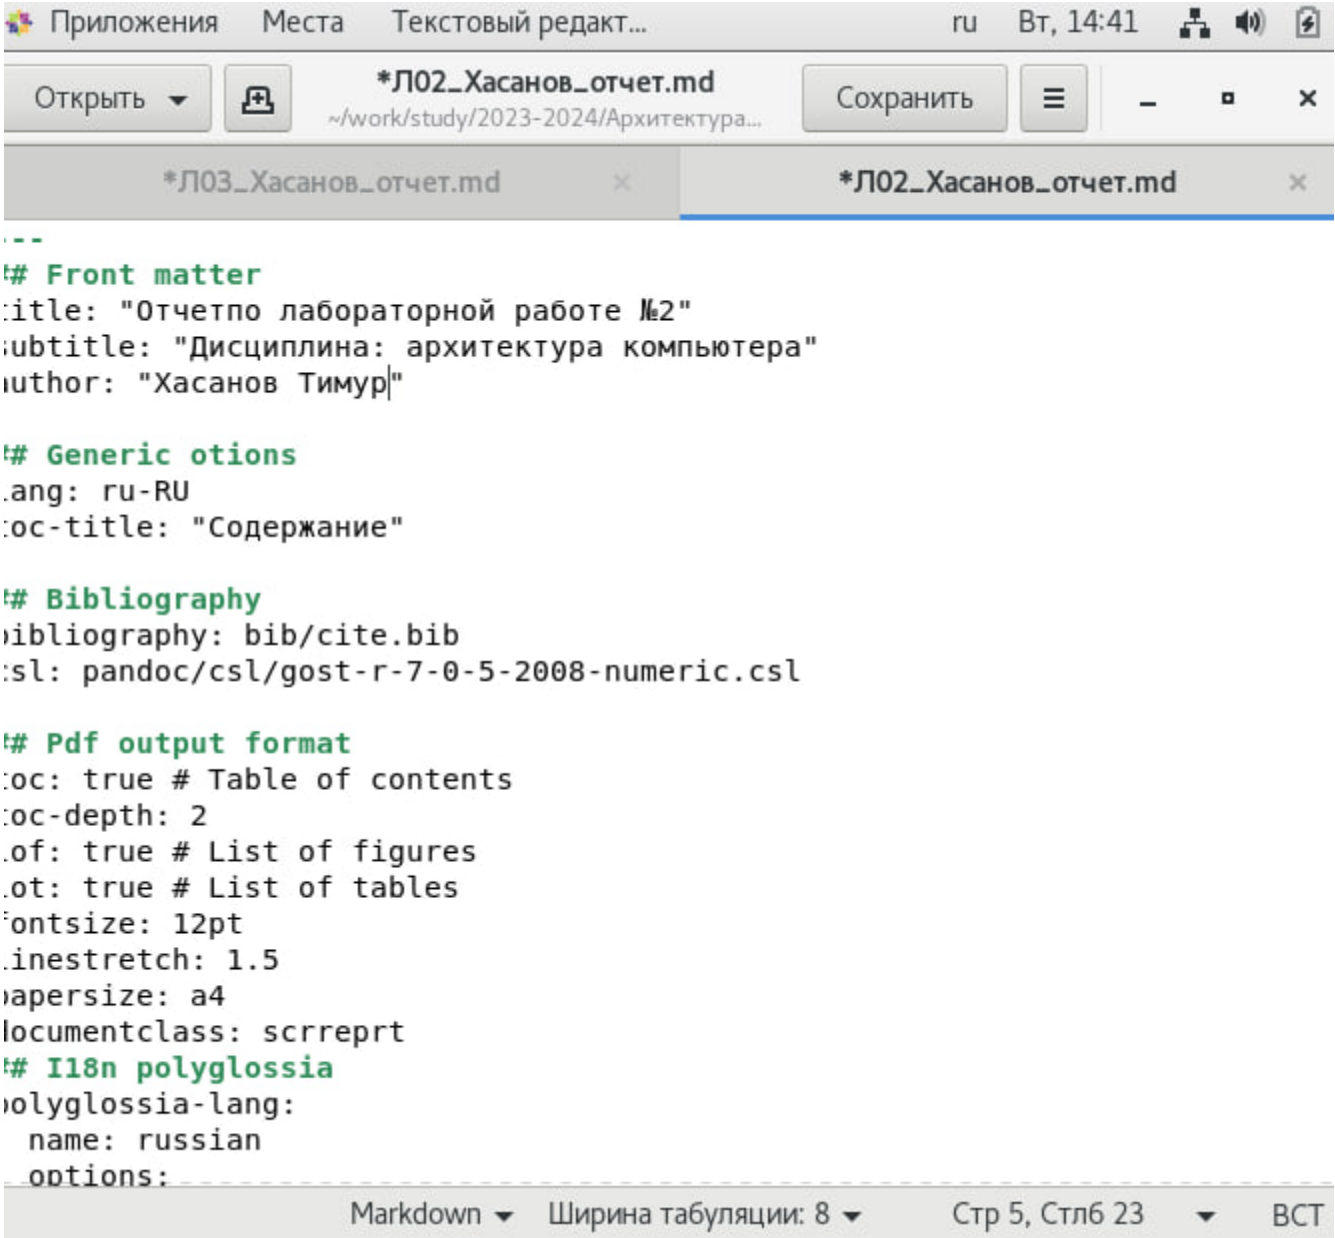 Приложения Места Текстовый редакт... ru Вт, 14:41
Открыть *Л02_Хасанов_отчет.md Сохранить
~/work/study/2023-2024/Архитектура...
*Л03_Хасанов_отчет.md *Л02_Хасанов_отчет.md
---
## Front matter
title: "Отчетпо лабораторной работе №2"
subtitle: "Дисциплина: архитектура компьютера"
author: "Хасанов Тимур"
## Generic otions
lang: ru-RU
toc-title: "Содержание"
## Bibliography
bibliography: bib/cite.bib
csl: pandoc/csl/gost-r-7-0-5-2008-numeric.csl
## Pdf output format
toc: true # Table of contents
toc-depth: 2
lof: true # List of figures
lot: true # List of tables
fontsize: 12pt
linestretch: 1.5
papersize: a4
documentclass: scrreprt
## I18n polyglossia
polyglossia-lang:
name: russian
options:
Markdown Ширина табуляции: 8 Стр 5, Стлб 23 ВСТ